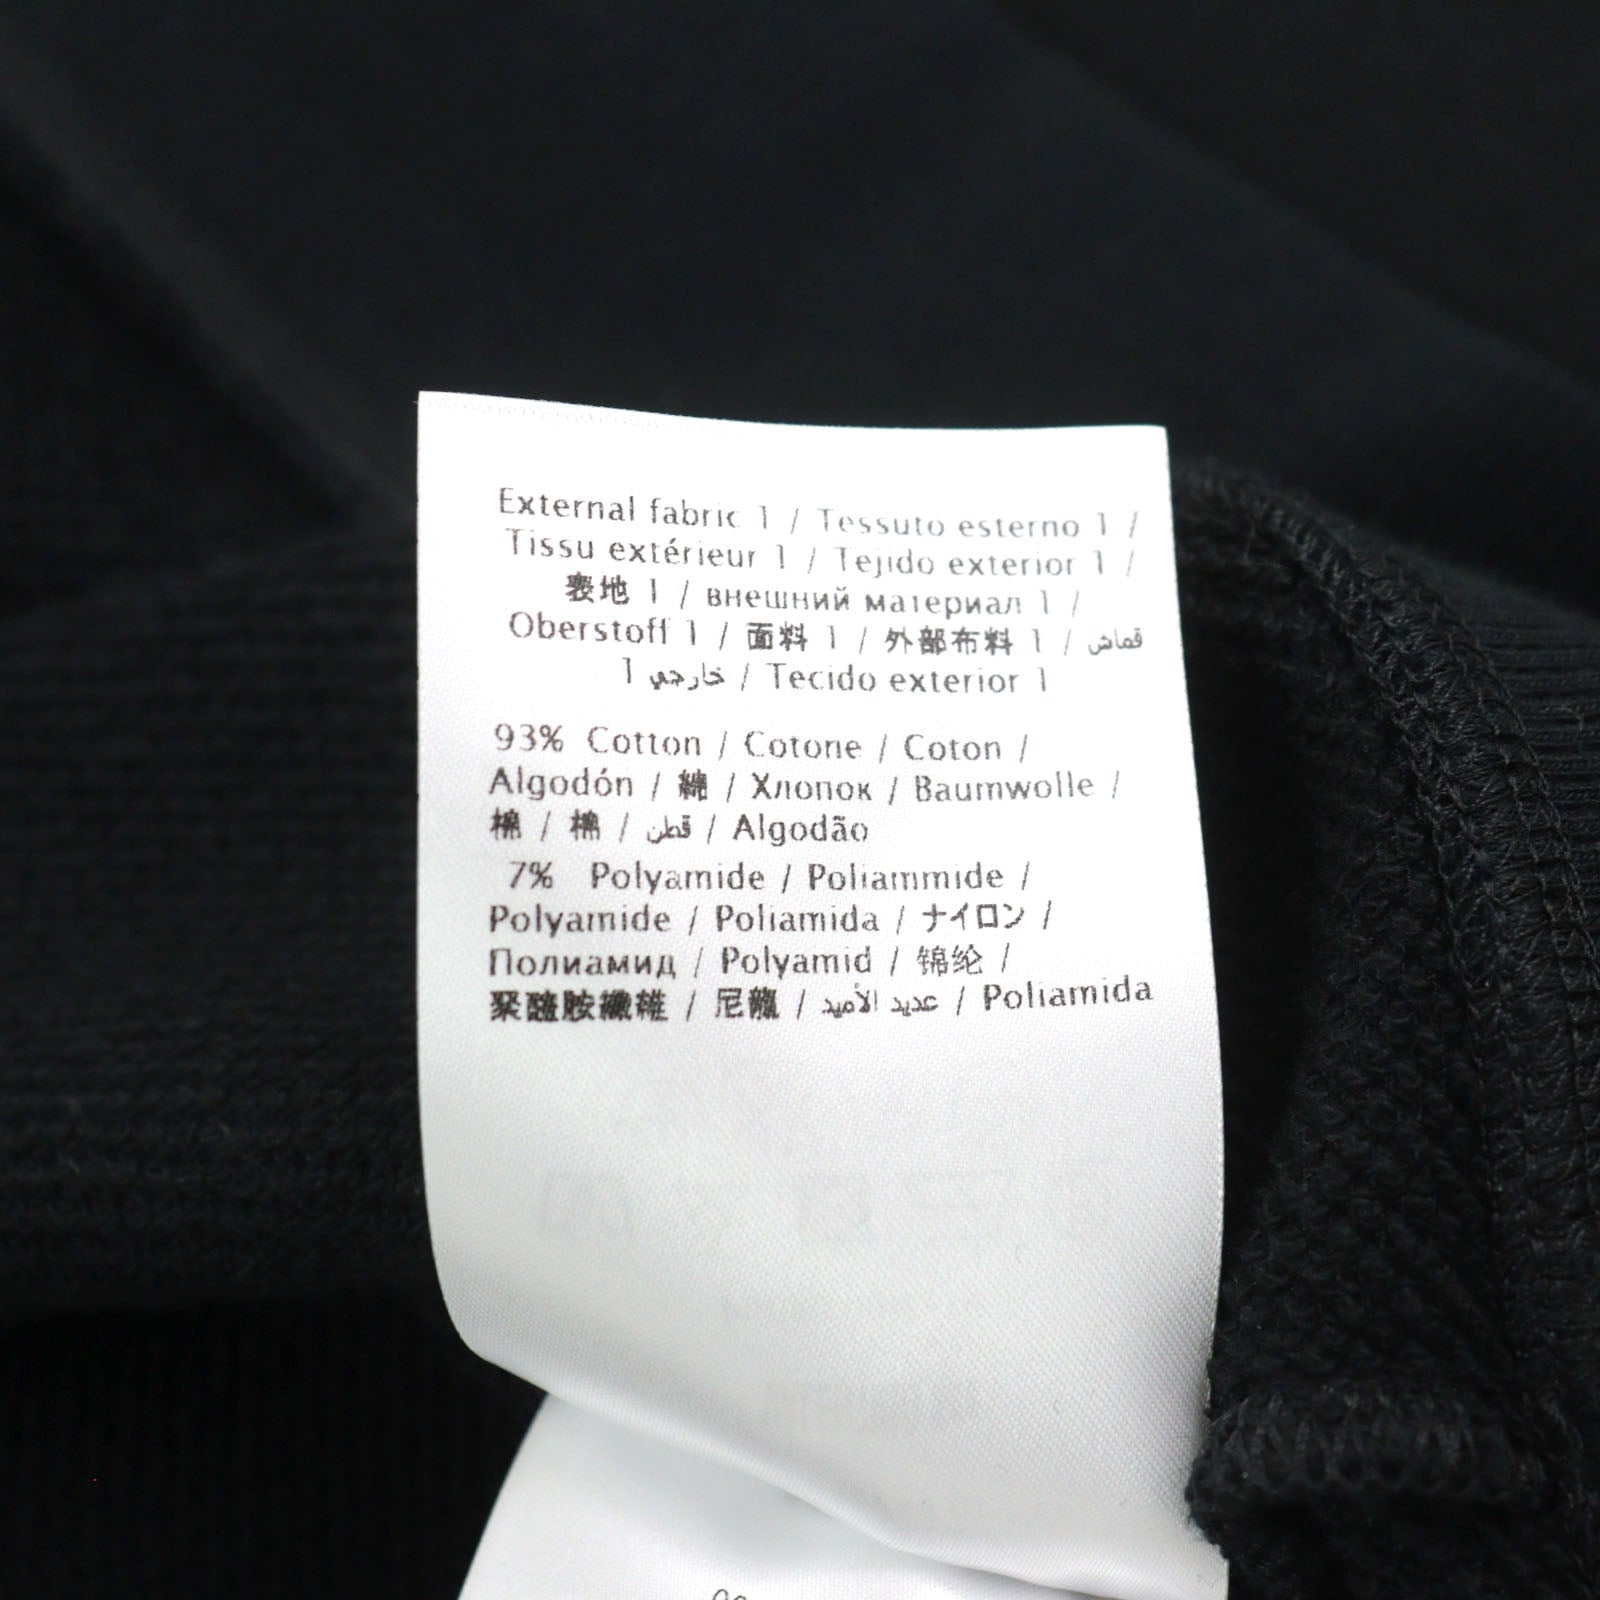 External fabric 1 / Tessuto esterno 1 /
Tissu extérieur 1 / Tejido exterior 1 /
表地 1 / внешний материал 1 /
Oberstoff 1 / 面料 1 / 外部布料 1 / قماش
خارجي 1 / Tecido exterior 1
93% Cotton / Cotone / Coton /
Algodón / 綿 / Хлопок / Baumwolle /
棉 / 棉 / قطن / Algodão
7% Polyamide / Poliammide /
Polyamide / Poliamida / ナイロン /
Полиамид / Polyamid / 锦纶 /
聚醯胺纖維 / 尼龍 / عديد الأميد / Poliamida